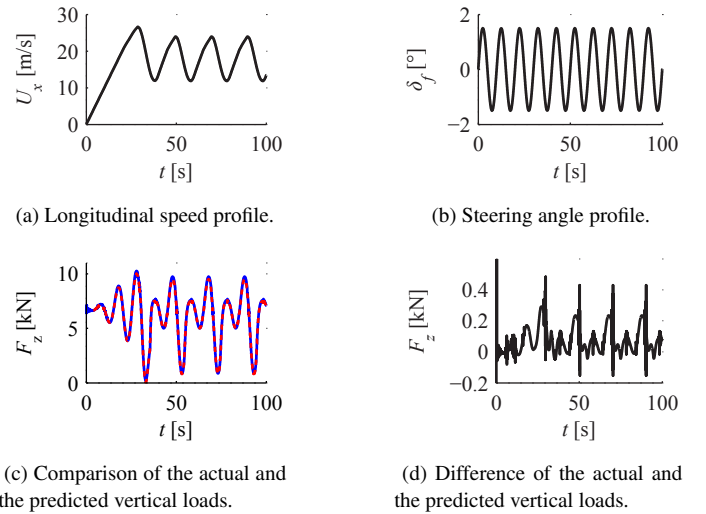 30
20
10
0
U_x [m/s]
0 50 100
t [s]
(a) Longitudinal speed profile.
2
0
−2
δ_f [°]
0 50 100
t [s]
(b) Steering angle profile.
10
5
0
F_z [kN]
0 50 100
t [s]
(c) Comparison of the actual and
the predicted vertical loads.
0.4
0.2
0
−0.2
F_z [kN]
0 50 100
t [s]
(d) Difference of the actual and
the predicted vertical loads.